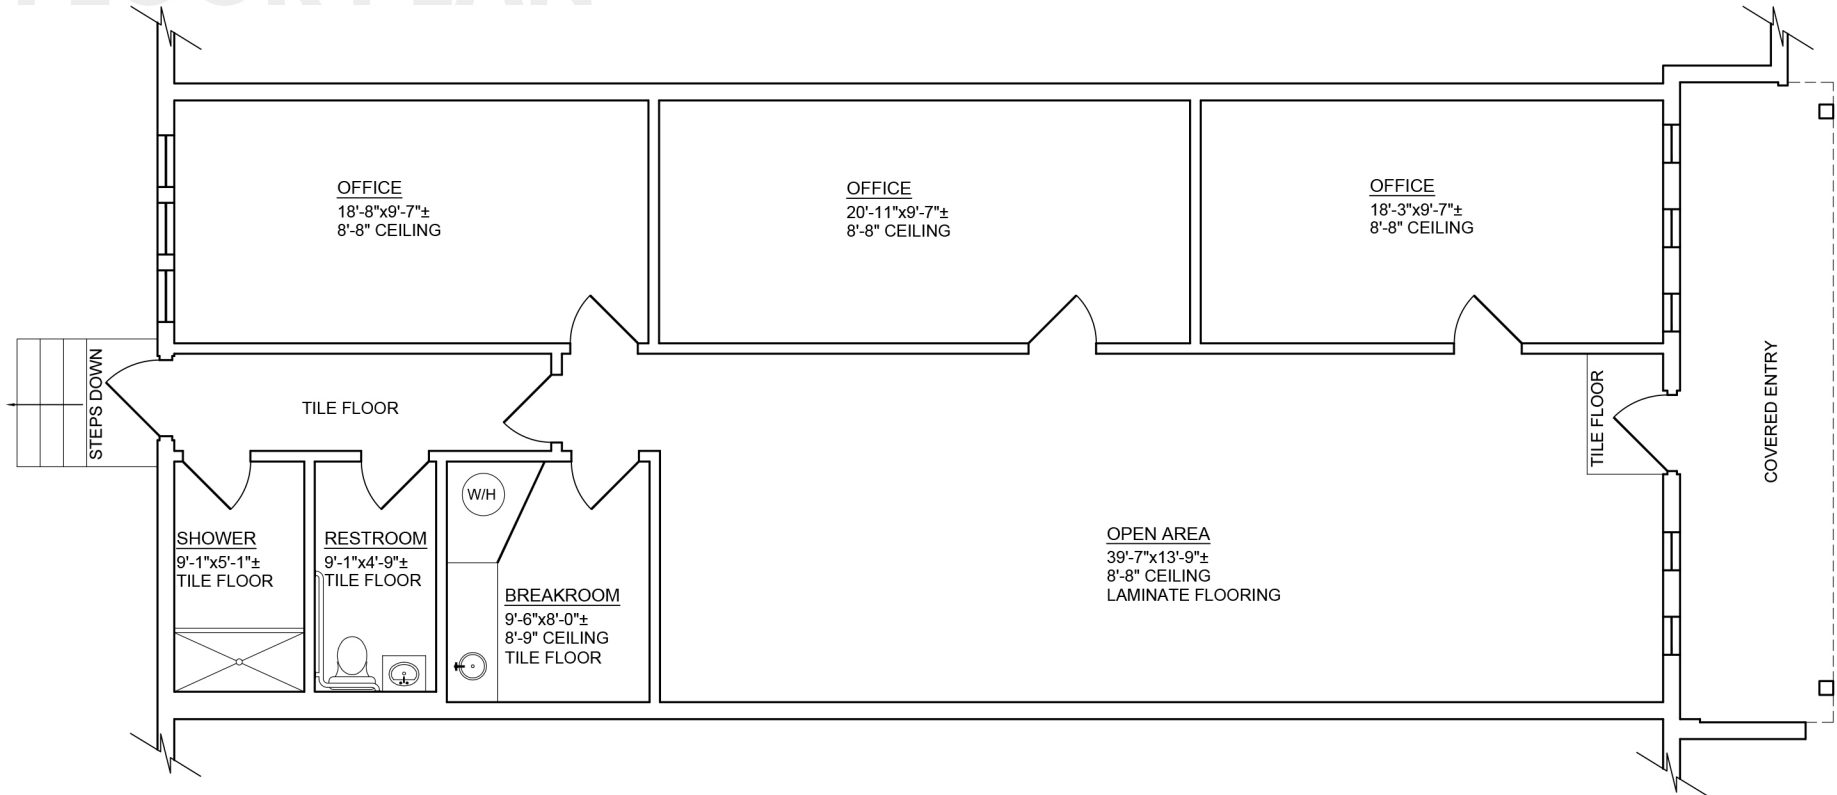 FLOOR PLAN
OFFICE
18'-8"x9'-7"±
8'-8" CEILING
OFFICE
20'-11"x9'-7"±
8'-8" CEILING
OFFICE
18'-3"x9'-7"±
8'-8" CEILING
STEPS DOWN
TILE FLOOR
TILE FLOOR
COVERED ENTRY
W/H
SHOWER
9'-1"x5'-1"±
TILE FLOOR
RESTROOM
9'-1"x4'-9"±
TILE FLOOR
BREAKROOM
9'-6"x8'-0"±
8'-9" CEILING
TILE FLOOR
OPEN AREA
39'-7"x13'-9"±
8'-8" CEILING
LAMINATE FLOORING